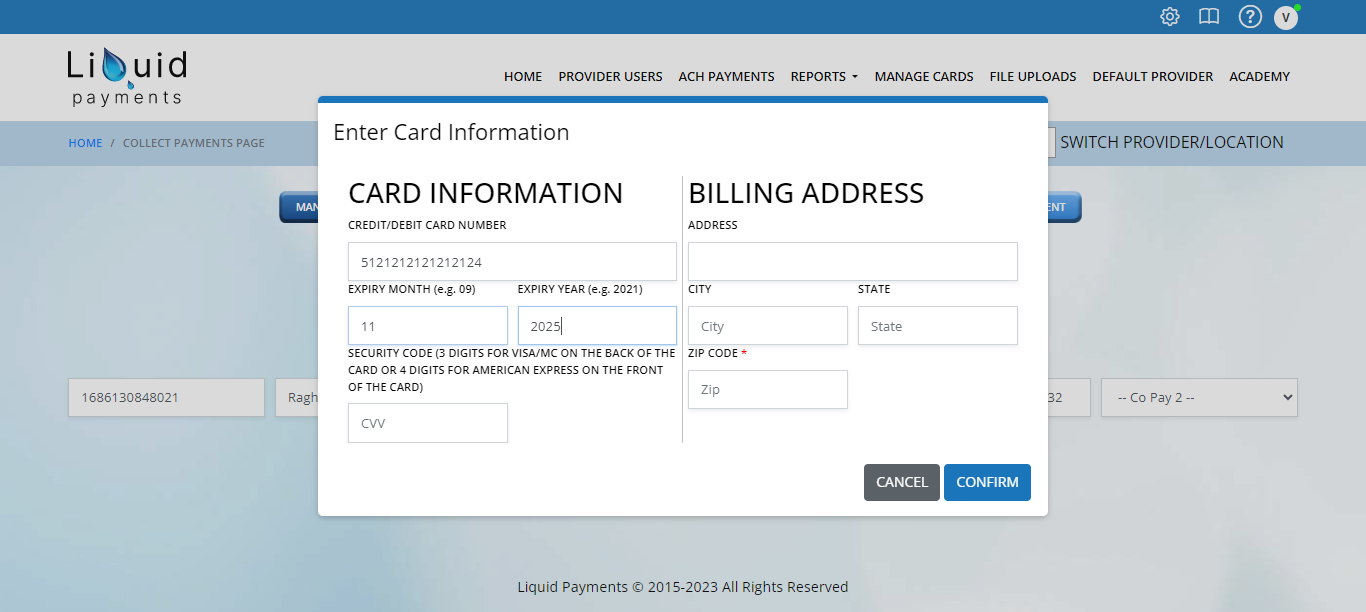 V
Liquid
payments
HOME PROVIDER USERS ACH PAYMENTS REPORTS MANAGE CARDS FILE UPLOADS DEFAULT PROVIDER ACADEMY
HOME / COLLECT PAYMENTS PAGE
SWITCH PROVIDER/LOCATION
Enter Card Information
CARD INFORMATION
CREDIT/DEBIT CARD NUMBER
5121212121212124
EXPIRY MONTH (e.g. 09) EXPIRY YEAR (e.g. 2021)
11 2025
SECURITY CODE (3 DIGITS FOR VISA/MC ON THE BACK OF THE
CARD OR 4 DIGITS FOR AMERICAN EXPRESS ON THE FRONT
OF THE CARD)
CVV
BILLING ADDRESS
ADDRESS
CITY STATE
City State
ZIP CODE *
Zip
CANCEL CONFIRM
1686130848021
-- Co Pay 2 --
Liquid Payments © 2015-2023 All Rights Reserved